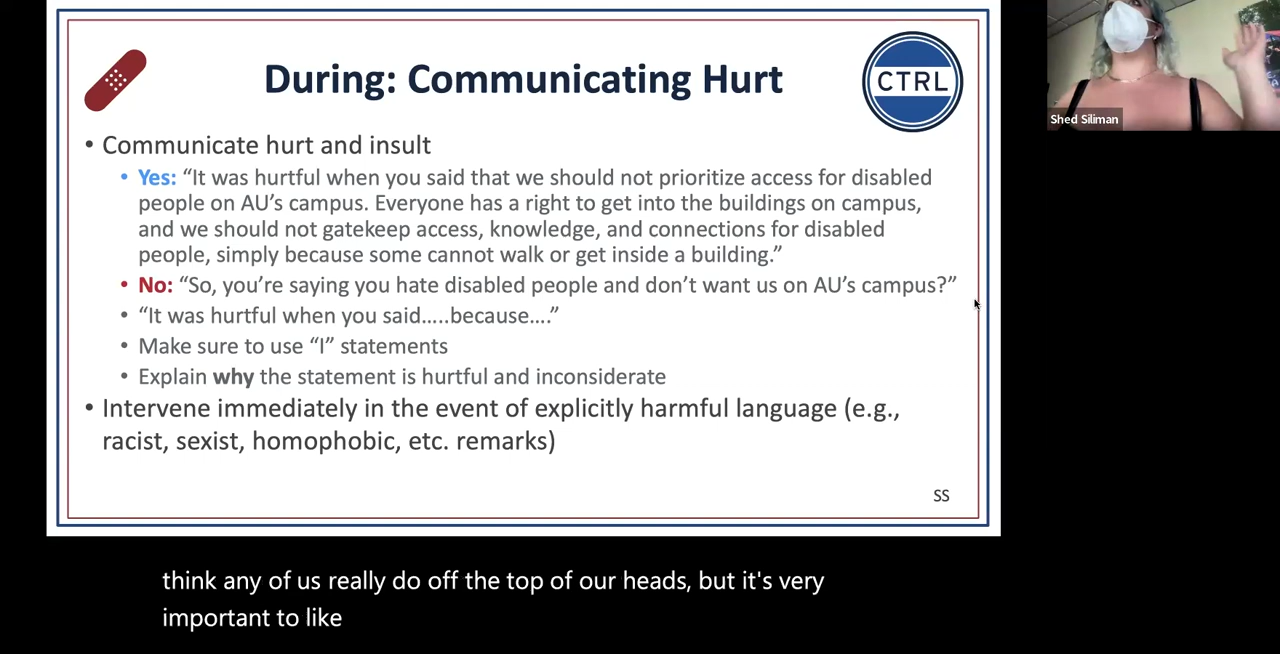 During: Communicating Hurt
CTRL
Shed Siliman
• Communicate hurt and insult
• Yes: “It was hurtful when you said that we should not prioritize access for disabled
people on AU’s campus. Everyone has a right to get into the buildings on campus,
and we should not gatekeep access, knowledge, and connections for disabled
people, simply because some cannot walk or get inside a building.”
• No: “So, you’re saying you hate disabled people and don’t want us on AU’s campus?”
• “It was hurtful when you said…..because….”
• Make sure to use “I” statements
• Explain why the statement is hurtful and inconsiderate
• Intervene immediately in the event of explicitly harmful language (e.g.,
racist, sexist, homophobic, etc. remarks)
SS
think any of us really do off the top of our heads, but it's very
important to like